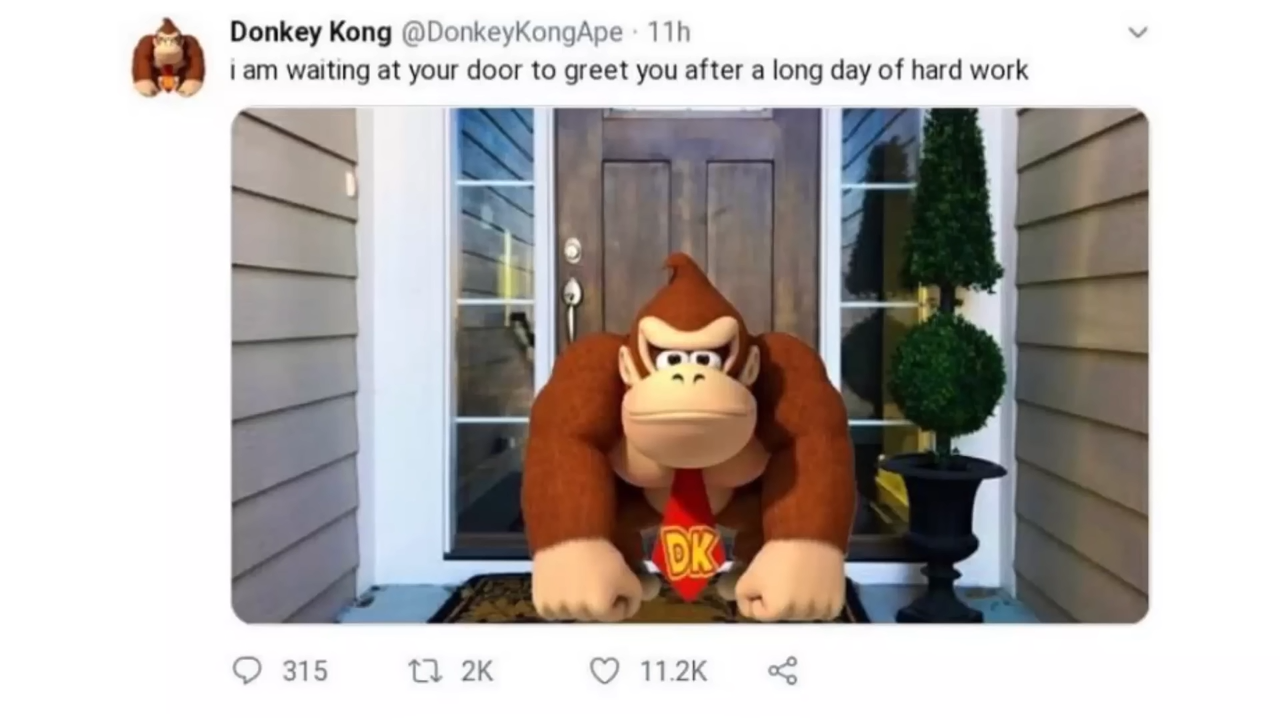 Donkey Kong @DonkeyKongApe · 11h
i am waiting at your door to greet you after a long day of hard work
DK
315 2K 11.2K